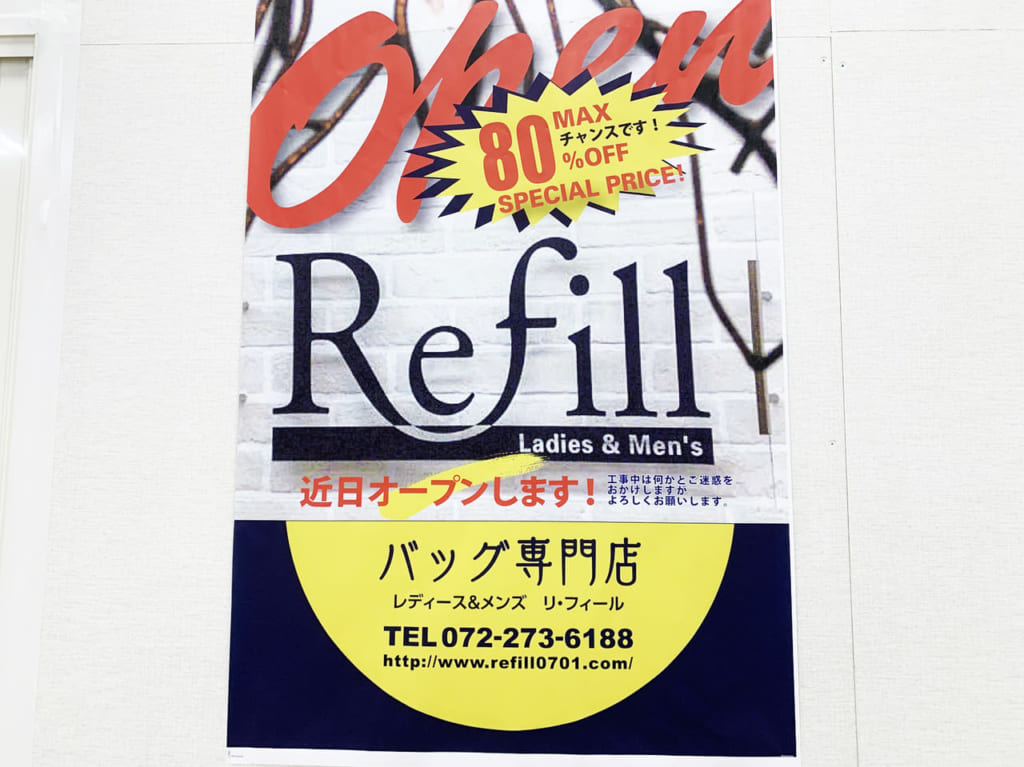 Open
80
MAX
チャンスです！
%OFF
SPECIAL PRICE!
Refill
Ladies & Men's
近日オープンします！
工事中は何かとご迷惑を
おかけしますが
よろしくお願いします。
バッグ専門店
レディース&メンズ リ・フィール
TEL 072-273-6188
http://www.refill0701.com/